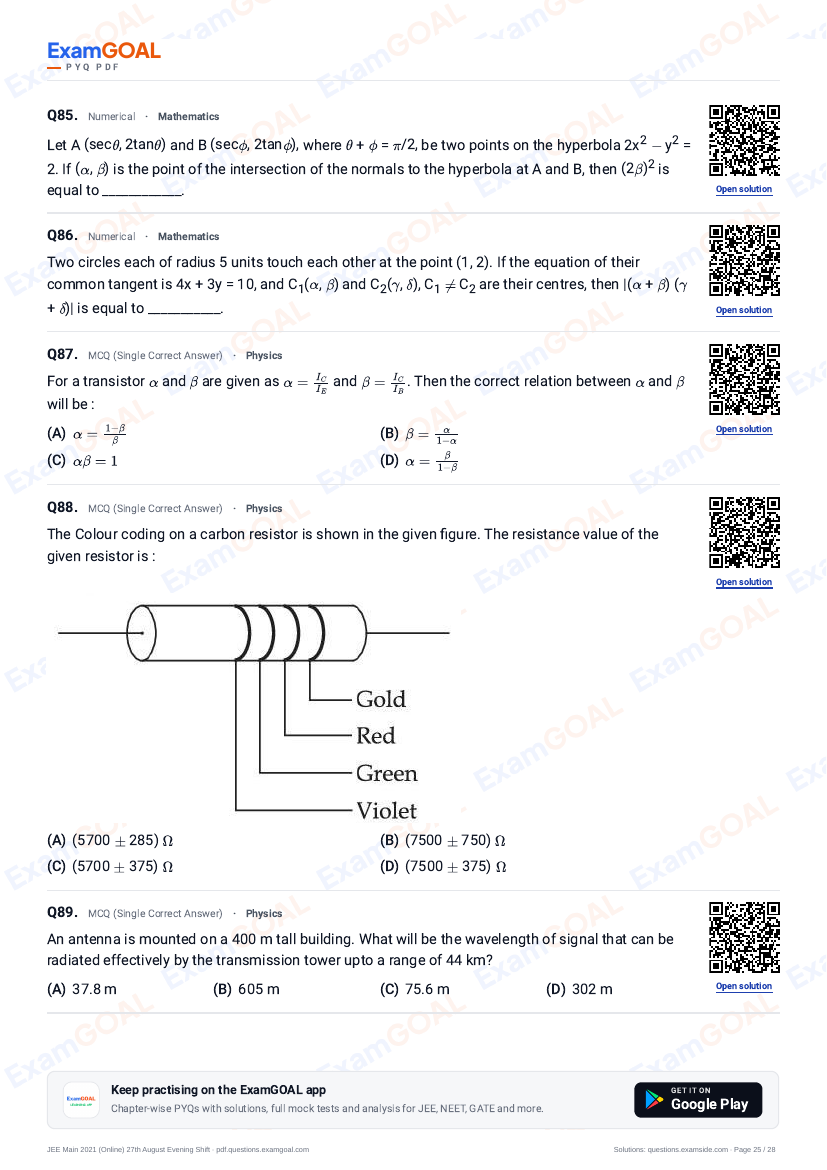 ExamGOAL
PYQ PDF
Q85. Numerical · Mathematics
Let A (secθ, 2tanθ) and B (secϕ, 2tanϕ), where θ + ϕ = π/2, be two points on the hyperbola 2x² − y² =
2. If (α, β) is the point of the intersection of the normals to the hyperbola at A and B, then (2β)² is
equal to ____________.
Open solution
Q86. Numerical · Mathematics
Two circles each of radius 5 units touch each other at the point (1, 2). If the equation of their
common tangent is 4x + 3y = 10, and C₁(α, β) and C₂(γ, δ), C₁ ≠ C₂ are their centres, then |(α + β) (γ
+ δ)| is equal to ___________.
Open solution
Q87. MCQ (Single Correct Answer) · Physics
For a transistor α and β are given as α = I_C/I_E and β = I_C/I_B. Then the correct relation between α and β
will be :
Open solution
(A) α = (1−β)/β (B) β = α/(1−α)
(C) αβ = 1 (D) α = β/(1−β)
Q88. MCQ (Single Correct Answer) · Physics
The Colour coding on a carbon resistor is shown in the given figure. The resistance value of the
given resistor is :
Open solution
Gold
Red
Green
Violet
(A) (5700 ± 285) Ω (B) (7500 ± 750) Ω
(C) (5700 ± 375) Ω (D) (7500 ± 375) Ω
Q89. MCQ (Single Correct Answer) · Physics
An antenna is mounted on a 400 m tall building. What will be the wavelength of signal that can be
radiated effectively by the transmission tower upto a range of 44 km?
(A) 37.8 m (B) 605 m (C) 75.6 m (D) 302 m
Open solution
ExamGOAL
Keep practising on the ExamGOAL app
Chapter-wise PYQs with solutions, full mock tests and analysis for JEE, NEET, GATE and more.
GET IT ON
Google Play
JEE Main 2021 (Online) 27th August Evening Shift · pdf.questions.examgoal.com Solutions: questions.examside.com · Page 25 / 28